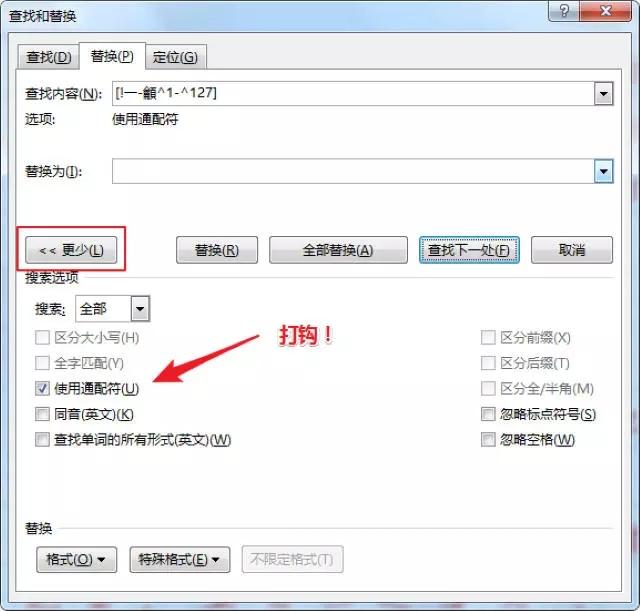 查找和替换
查找(D) 替换(P) 定位(G)
查找内容(N): [!一-龥^1-^127]
选项: 使用通配符
替换为(I):
<< 更少(L) 替换(R) 全部替换(A) 查找下一处(F) 取消
搜索选项
搜索: 全部
打钩！
区分大小写(H) 区分前缀(X)
全字匹配(Y) 区分后缀(T)
使用通配符(U) 区分全/半角(M)
同音(英文)(K) 忽略标点符号(S)
查找单词的所有形式(英文)(W) 忽略空格(W)
替换
格式(O) 特殊格式(E) 不限定格式(T)